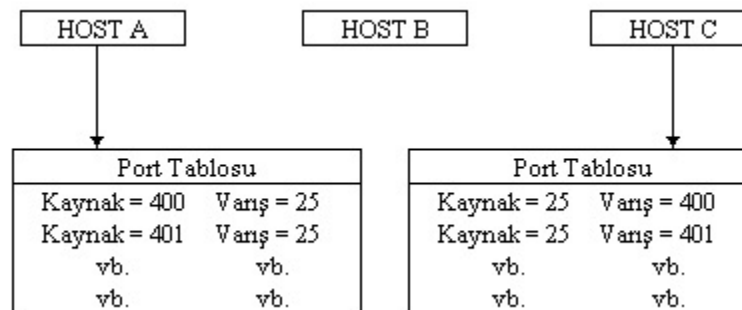 HOST A HOST B HOST C
Port Tablosu Port Tablosu
Kaynak = 400 Varış = 25 Kaynak = 25 Varış = 400
Kaynak = 401 Varış = 25 Kaynak = 25 Varış = 401
vb. vb. vb. vb.
vb. vb. vb. vb.